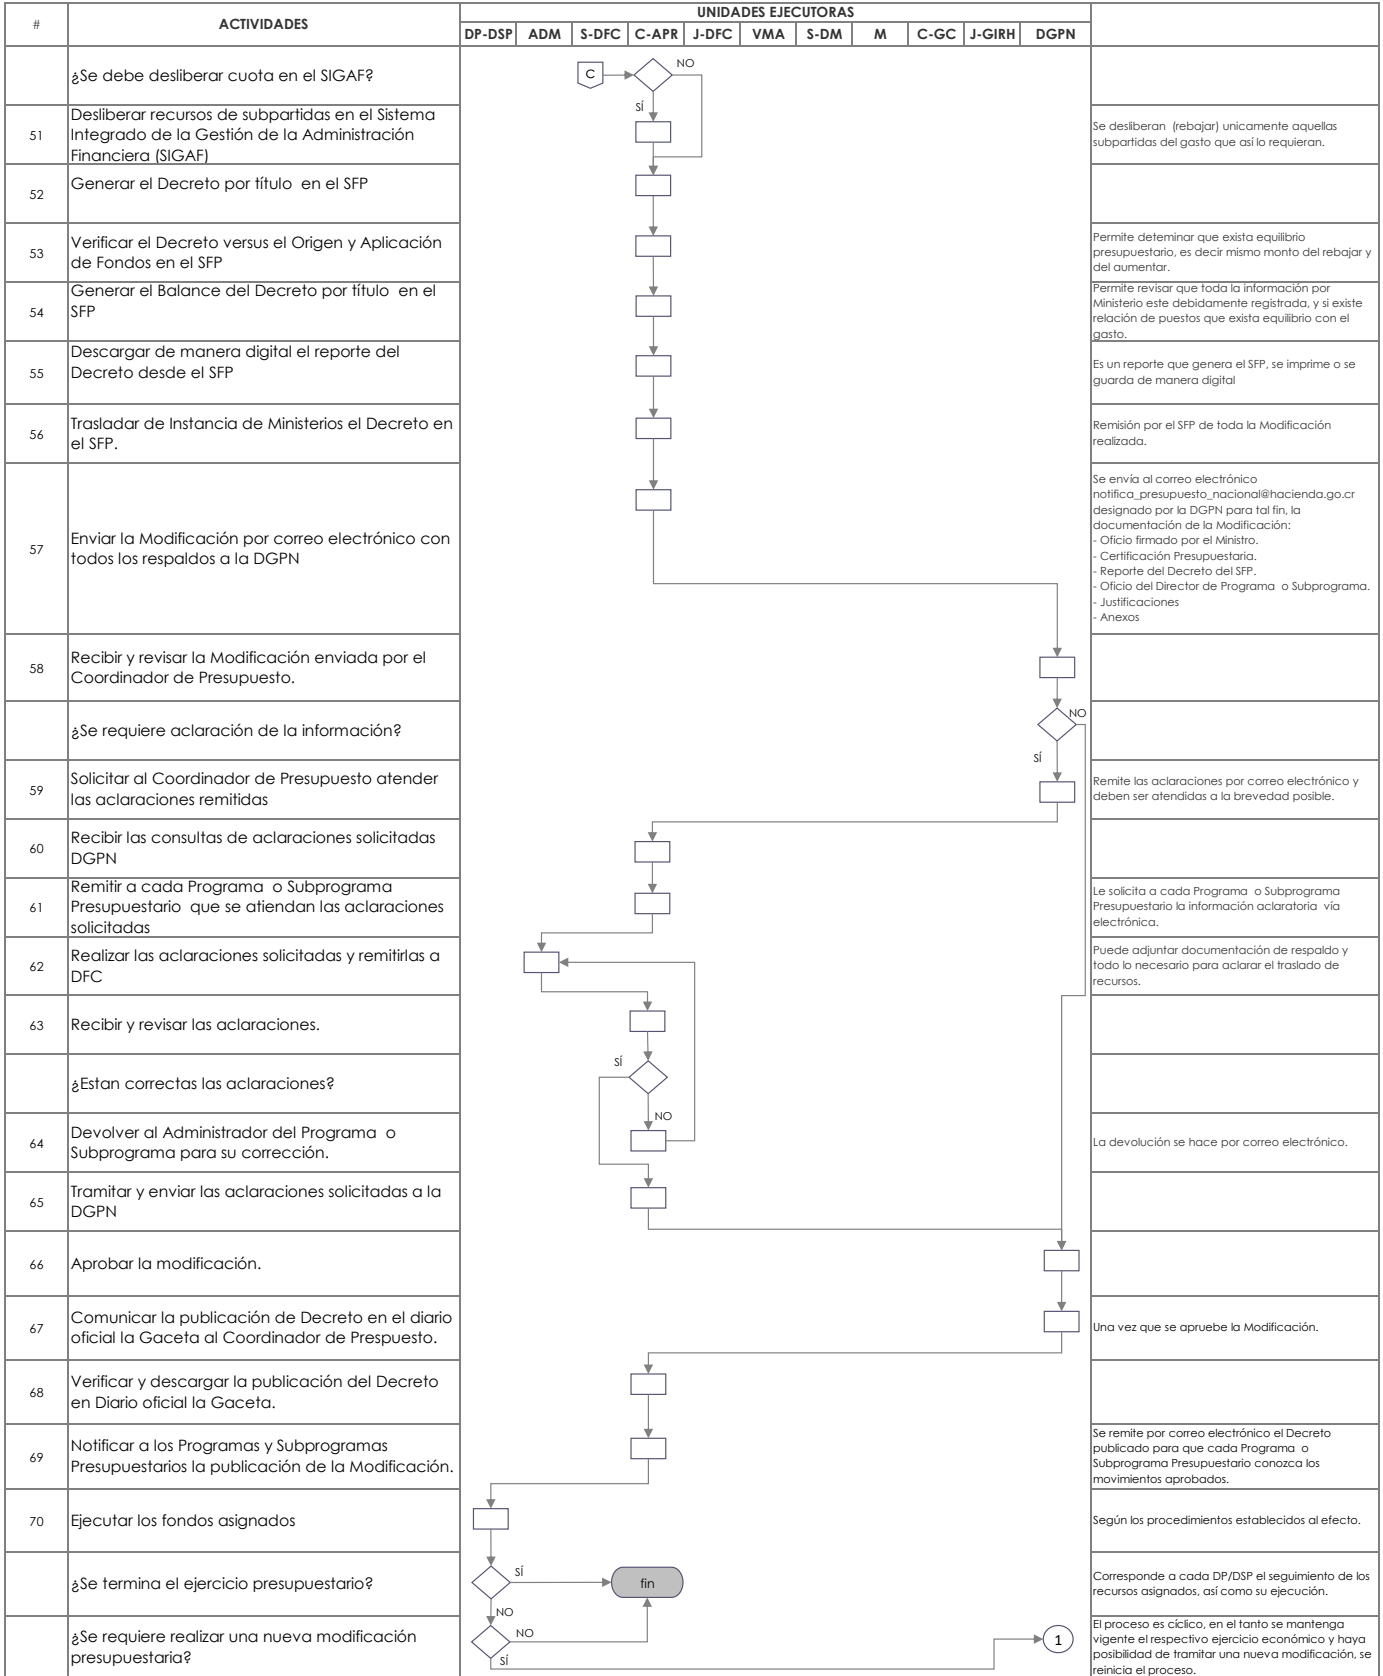 #
ACTIVIDADES
UNIDADES EJECUTORAS
DP-DSP ADM S-DFC C-APR J-DFC VMA S-DM M C-GC J-GIRH DGPN
¿Se debe desliberar cuota en el SIGAF?
C
NO
SÍ
51
Desliberar recursos de subpartidas en el Sistema
Integrado de la Gestión de la Administración
Financiera (SIGAF)
Se desliberan (rebajar) unicamente aquellas
subpartidas del gasto que así lo requieran.
52
Generar el Decreto por título en el SFP
53
Verificar el Decreto versus el Origen y Aplicación
de Fondos en el SFP
Permite deteminar que exista equilibrio
presupuestario, es decir mismo monto del rebajar y
del aumentar.
54
Generar el Balance del Decreto por título en el
SFP
Permite revisar que toda la información por
Ministerio este debidamente registrada, y si existe
relación de puestos que exista equilibrio con el
gasto.
55
Descargar de manera digital el reporte del
Decreto desde el SFP
Es un reporte que genera el SFP, se imprime o se
guarda de manera digital
56
Trasladar de Instancia de Ministerios el Decreto en
el SFP.
Remisión por el SFP de toda la Modificación
realizada.
57
Enviar la Modificación por correo electrónico con
todos los respaldos a la DGPN
Se envía al correo electrónico
notifica_presupuesto_nacional@hacienda.go.cr
designado por la DGPN para tal fin, la
documentación de la Modificación:
- Oficio firmado por el Ministro.
- Certificación Presupuestaria.
- Reporte del Decreto del SFP.
- Oficio del Director de Programa o Subprograma.
- Justificaciones
- Anexos
58
Recibir y revisar la Modificación enviada por el
Coordinador de Presupuesto.
¿Se requiere aclaración de la información?
NO
SÍ
59
Solicitar al Coordinador de Presupuesto atender
las aclaraciones remitidas
Remite las aclaraciones por correo electrónico y
deben ser atendidas a la brevedad posible.
60
Recibir las consultas de aclaraciones solicitadas
DGPN
61
Remitir a cada Programa o Subprograma
Presupuestario que se atiendan las aclaraciones
solicitadas
Le solicita a cada Programa o Subprograma
Presupuestario la información aclaratoria vía
electrónica.
62
Realizar las aclaraciones solicitadas y remitirlas a
DFC
Puede adjuntar documentación de respaldo y
todo lo necesario para aclarar el traslado de
recursos.
63
Recibir y revisar las aclaraciones.
¿Estan correctas las aclaraciones?
SÍ
NO
64
Devolver al Administrador del Programa o
Subprograma para su corrección.
La devolución se hace por correo electrónico.
65
Tramitar y enviar las aclaraciones solicitadas a la
DGPN
66
Aprobar la modificación.
67
Comunicar la publicación de Decreto en el diario
oficial la Gaceta al Coordinador de Prespuesto.
Una vez que se apruebe la Modificación.
68
Verificar y descargar la publicación del Decreto
en Diario oficial la Gaceta.
69
Notificar a los Programas y Subprogramas
Presupuestarios la publicación de la Modificación.
Se remite por correo electrónico el Decreto
publicado para que cada Programa o
Subprograma Presupuestario conozca los
movimientos aprobados.
70
Ejecutar los fondos asignados
Según los procedimientos establecidos al efecto.
¿Se termina el ejercicio presupuestario?
SÍ
fin
NO
Corresponde a cada DP/DSP el seguimiento de los
recursos asignados, así como su ejecución.
¿Se requiere realizar una nueva modificación
presupuestaria?
NO
SÍ
1
El proceso es cíclico, en el tanto se mantenga
vigente el respectivo ejercicio económico y haya
posibilidad de tramitar una nueva modificación, se
reinicia el proceso.